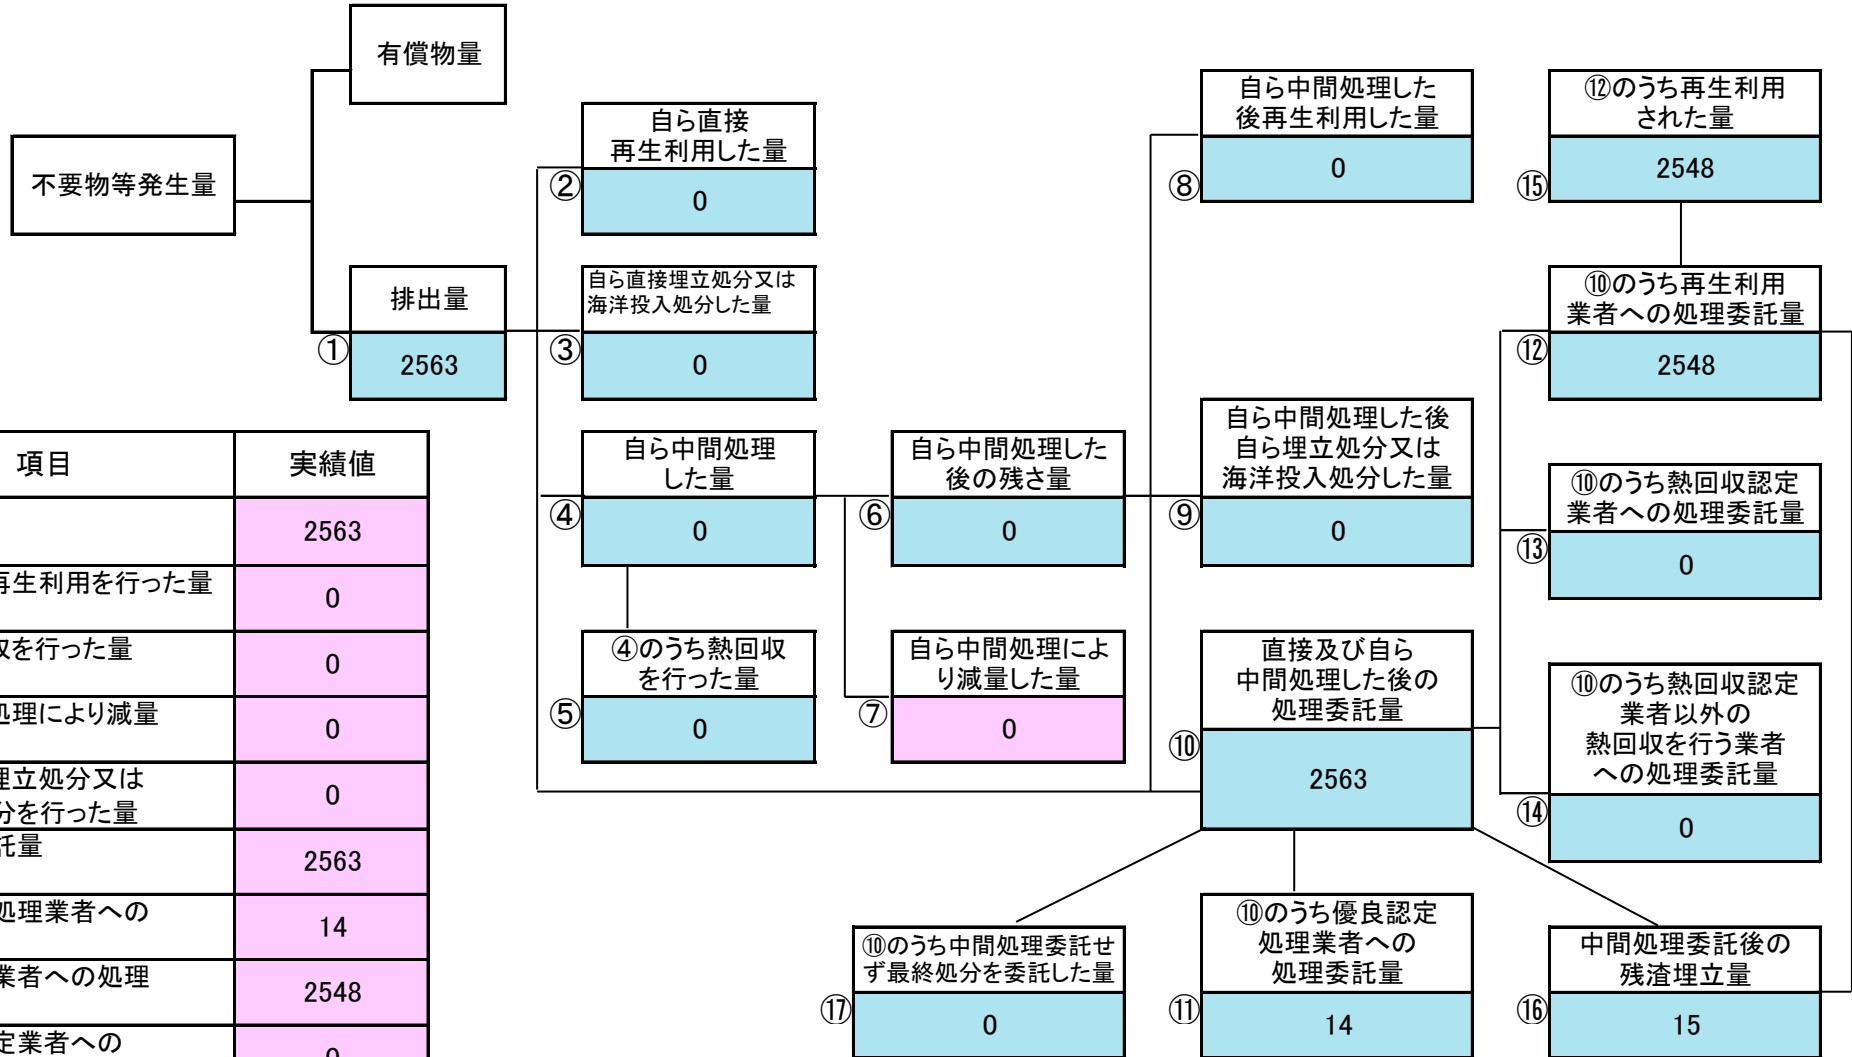 有償物量
不要物等発生量
排出量
①
2563
自ら直接
再生利用した量
②
0
自ら直接埋立処分又は
海洋投入処分した量
③
0
自ら中間処理
した量
④
0
④のうち熱回収
を行った量
⑤
0
自ら中間処理した
後の残さ量
⑥
0
自ら中間処理によ
り減量した量
⑦
0
自ら中間処理した
後再生利用した量
⑧
0
自ら中間処理した後
自ら埋立処分又は
海洋投入処分した量
⑨
0
直接及び自ら
中間処理した後の
処理委託量
⑩
2563
⑩のうち優良認定
処理業者への
処理委託量
⑪
14
⑩のうち中間処理委託せ
ず最終処分を委託した量
⑰
0
⑫のうち再生利用
された量
⑮
2548
⑩のうち再生利用
業者への処理委託量
⑫
2548
⑩のうち熱回収認定
業者への処理委託量
⑬
0
⑩のうち熱回収認定
業者以外の
熱回収を行う業者
への処理委託量
⑭
0
中間処理委託後の
残渣埋立量
⑯
15
項目 実績値
2563
再生利用を行った量
0
を行った量
0
処理により減量
0
埋立処分又は
分を行った量
0
託量
2563
処理業者への
14
業者への処理
2548
定業者への
0